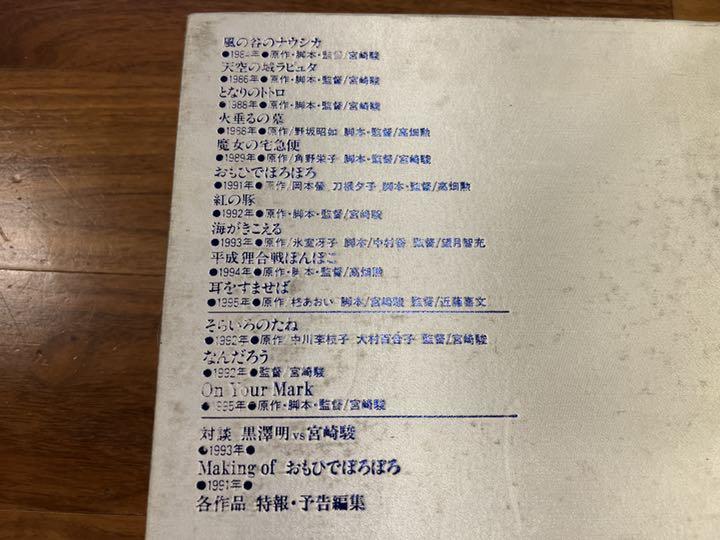 風の谷のナウシカ
●1984年●原作・脚本・監督/宮崎駿
天空の城ラピュタ
●1986年●原作・脚本・監督/宮崎駿
となりのトトロ
●1988年●原作・脚本・監督/宮崎駿
火垂るの墓
●1988年●原作/野坂昭如 脚本・監督/高畑勲
魔女の宅急便
●1989年●原作/角野栄子 脚本・監督/宮崎駿
おもひでぽろぽろ
●1991年●原作/岡本螢 刀根夕子 脚本・監督/高畑勲
紅の豚
●1992年●原作・脚本・監督/宮崎駿
海がきこえる
●1993年●原作/氷室冴子 脚本/中村香 監督/望月智充
平成狸合戦ぽんぽこ
●1994年●原作・脚本・監督/高畑勲
耳をすませば
●1995年●原作/柊あおい 脚本/宮崎駿 監督/近藤喜文
そらいろのたね
●1992年●原作/中川李枝子 大村百合子 監督/宮崎駿
なんだろう
●1992年●監督/宮崎駿
On Your Mark
●1995年●原作・脚本・監督/宮崎駿
対談 黒澤明vs宮崎駿
●1993年●
Making of おもひでぽろぽろ
●1991年●
各作品 特報・予告編集